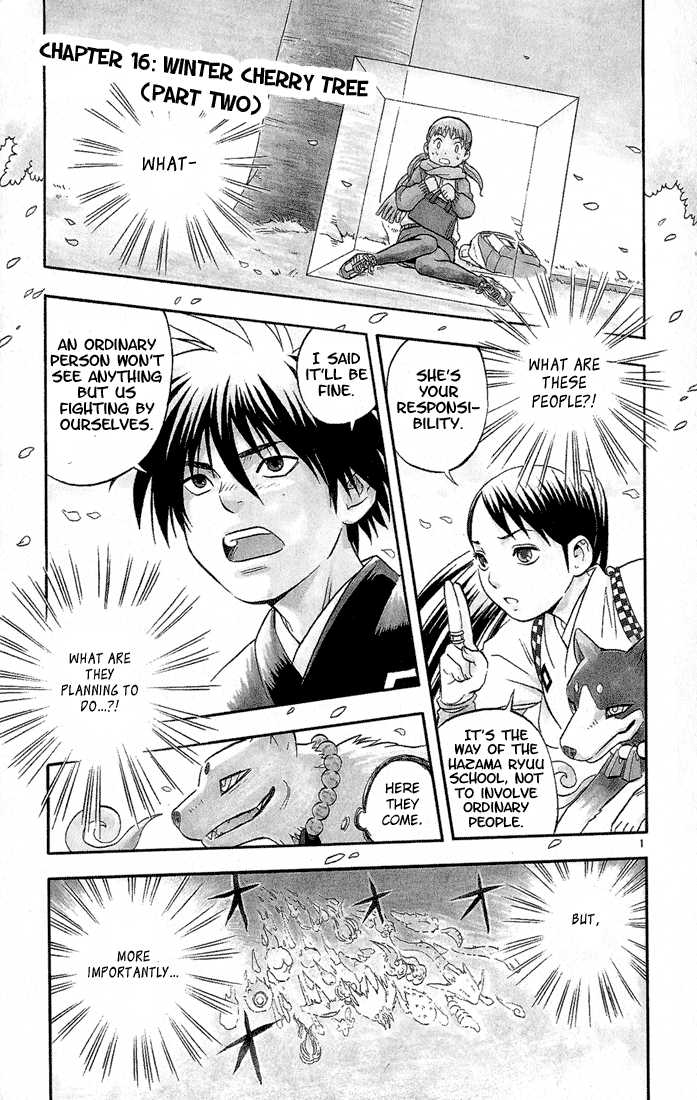 CHAPTER 16: WINTER CHERRY TREE
(PART TWO)
WHAT-
WHAT ARE
THESE
PEOPLE?!
SHE'S
YOUR
RESPONSI-
BILITY.
I SAID
IT'LL BE
FINE.
AN ORDINARY
PERSON WON'T
SEE ANYTHING
BUT US
FIGHTING BY
OURSELVES.
IT'S THE
WAY OF THE
HAZAMA RYUU
SCHOOL, NOT
TO INVOLVE
ORDINARY
PEOPLE.
WHAT ARE
THEY
PLANNING TO
DO...?!
HERE
THEY
COME.
1
BUT,
MORE
IMPORTANTLY...